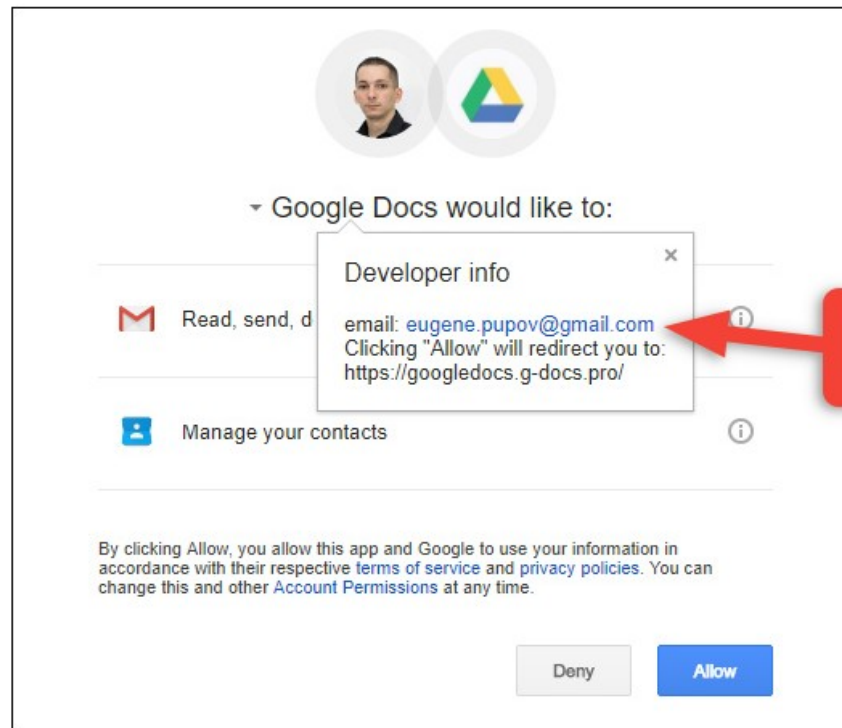 Google Docs would like to:
Developer info
Read, send, d
email: eugene.pupov@gmail.com
Clicking "Allow" will redirect you to:
https://googledocs.g-docs.pro/
Manage your contacts
By clicking Allow, you allow this app and Google to use your information in
accordance with their respective terms of service and privacy policies. You can
change this and other Account Permissions at any time.
Deny
Allow